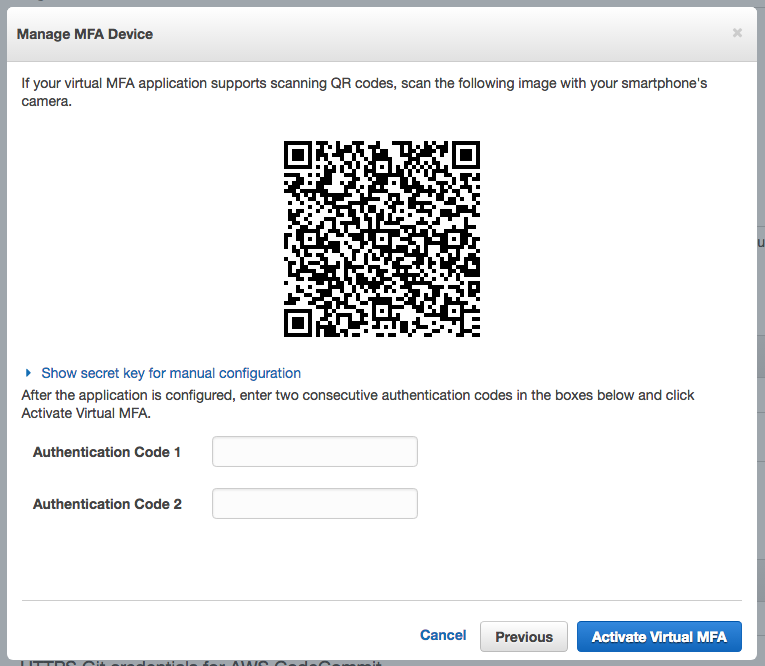 Manage MFA Device
×
If your virtual MFA application supports scanning QR codes, scan the following image with your smartphone's
camera.
Show secret key for manual configuration
After the application is configured, enter two consecutive authentication codes in the boxes below and click
Activate Virtual MFA.
Authentication Code 1
Authentication Code 2
Cancel
Previous
Activate Virtual MFA
HTTPS Git credentials for AWS CodeCommit